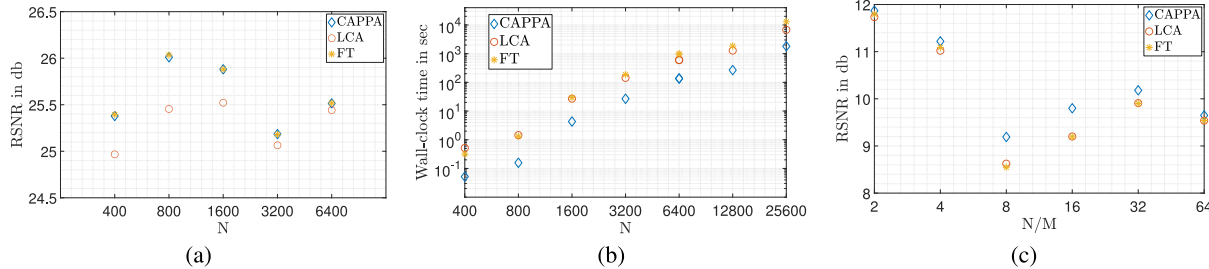 26.5
26
25.5
25
24.5
RSNR in db
400 800 1600 3200 6400
N
CAPPA
LCA
FT
(a)
10^4
10^3
10^2
10^1
10^0
10^-1
Wall-clock time in sec
400 800 1600 3200 6400 12800 25600
N
CAPPA
LCA
FT
(b)
12
11
10
9
8
RSNR in db
2 4 8 16 32 64
N/M
CAPPA
LCA
FT
(c)